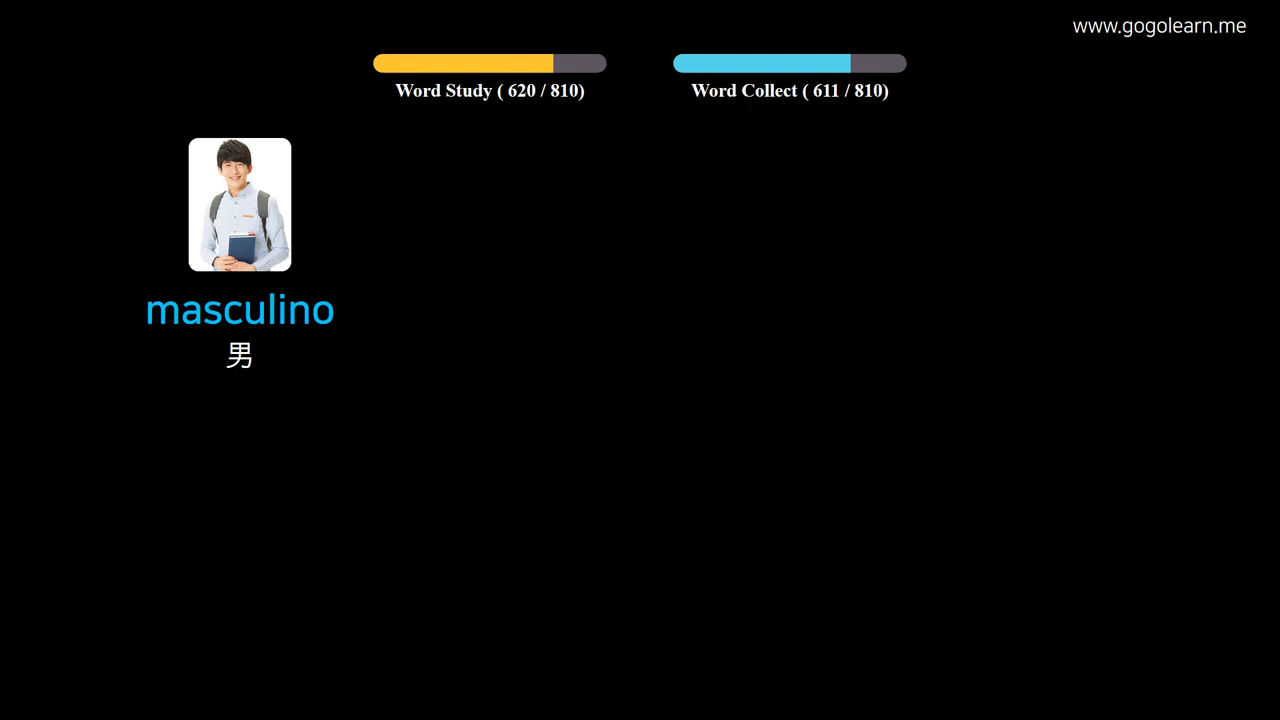 www.gogolearn.me
Word Study ( 620 / 810)
Word Collect ( 611 / 810)
masculino
男